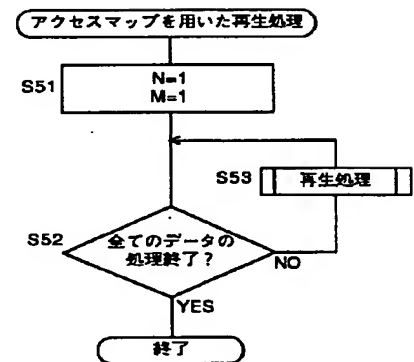 アクセスマップを用いた再生処理
S51
N=1
M=1
S53
再生処理
S52
全てのデータの
処理終了?
NO
YES
終了